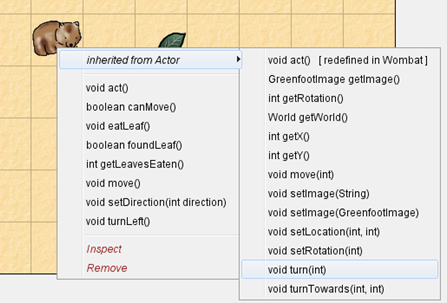 inherited from Actor
void act()
boolean canMove()
void eatLeaf()
boolean foundLeaf()
int getLeavesEaten()
void move()
void setDirection(int direction)
void turnLeft()
Inspect
Remove
void act() [ redefined in Wombat ]
GreenfootImage getImage()
int getRotation()
World getWorld()
int getX()
int getY()
void move(int)
void setImage(String)
void setImage(GreenfootImage)
void setLocation(int, int)
void setRotation(int)
void turn(int)
void turnTowards(int, int)